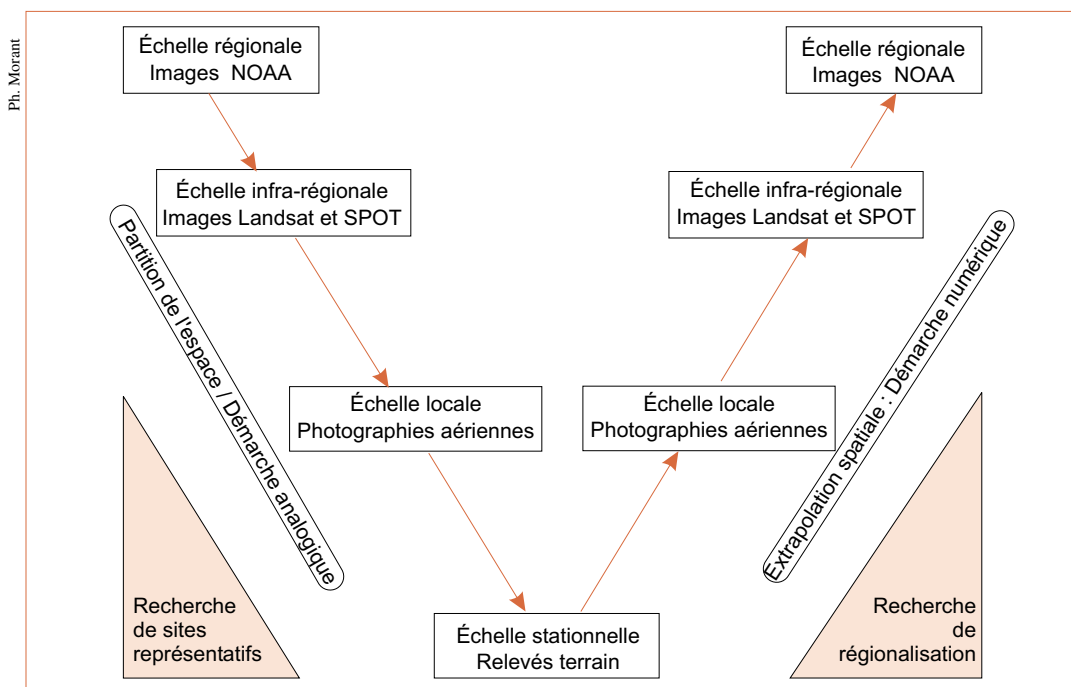 Ph. Morant
Échelle régionale
Images NOAA
Échelle régionale
Images NOAA
Échelle infra-régionale
Images Landsat et SPOT
Échelle infra-régionale
Images Landsat et SPOT
Partition de l'espace / Démarche analogique
Extrapolation spatiale : Démarche numérique
Échelle locale
Photographies aériennes
Échelle locale
Photographies aériennes
Recherche
de sites
représentatifs
Échelle stationnelle
Relevés terrain
Recherche
de
régionalisation